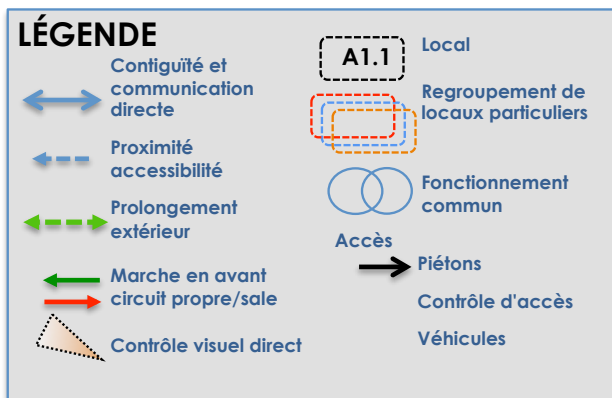 LÉGENDE
Contiguïté et
communication
directe
Proximité
accessibilité
Prolongement
extérieur
Marche en avant
circuit propre/sale
Contrôle visuel direct
A1.1
Local
Regroupement de
locaux particuliers
Fonctionnement
commun
Accès
Piétons
Contrôle d'accès
Véhicules